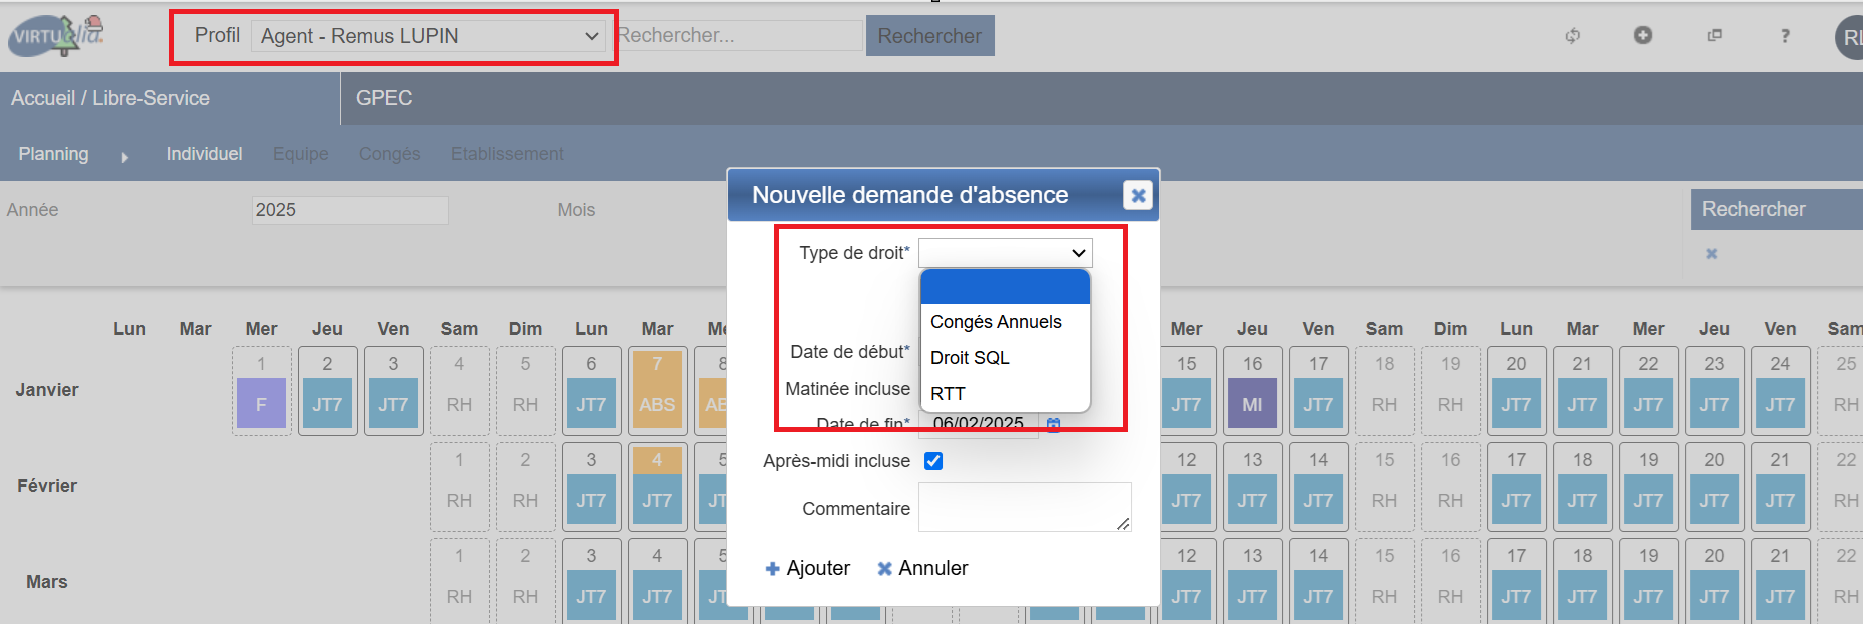 VIRTUalia.
Profil Agent - Remus LUPIN Rechercher... Rechercher ? RL
Accueil / Libre-Service GPEC
Planning Individuel Equipe Congés Etablissement
Année 2025 Mois Rechercher
Nouvelle demande d'absence
Type de droit*
Congés Annuels
Droit SQL
RTT
Date de début*
Matinée incluse
Date de fin* 06/02/2025
Après-midi incluse
Commentaire
Ajouter Annuler
Lun Mar Mer Jeu Ven Sam Dim Lun Mar Me Mer Jeu Ven Sam Dim Lun Mar Mer Jeu Ven Sam
1 2 3 4 5 6 7 8 15 16 17 18 19 20 21 22 23 24 25
Janvier F JT7 JT7 RH RH JT7 ABS AB JT7 MI JT7 RH RH JT7 JT7 JT7 JT7 JT7 RH
1 2 3 4 5 12 13 14 15 16 17 18 19 20 21 22
Février RH RH JT7 JT7 JT JT7 JT7 JT7 RH RH JT7 JT7 JT7 JT7 JT7 RH
1 2 3 4 5 12 13 14 15 16 17 18 19 20 21 22
Mars RH RH JT7 JT7 JT JT7 JT7 JT7 RH RH JT7 JT7 JT7 JT7 JT7 RH